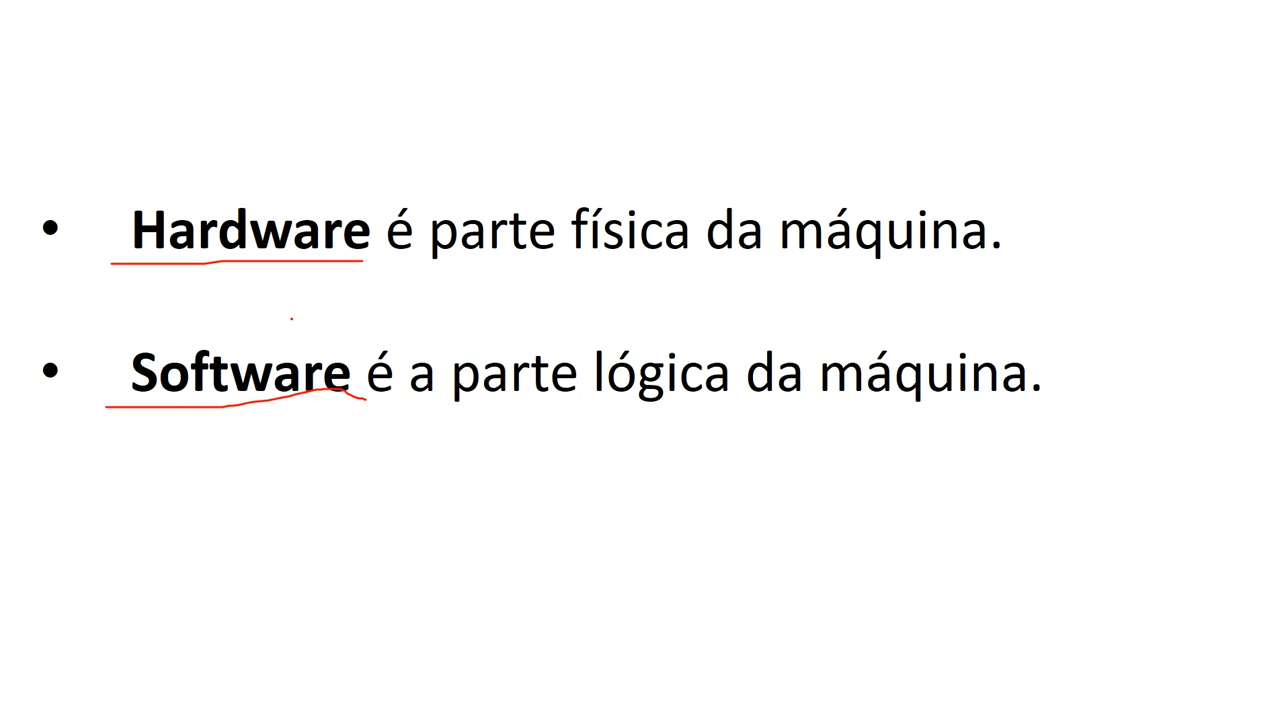 • Hardware é parte física da máquina.
• Software é a parte lógica da máquina.